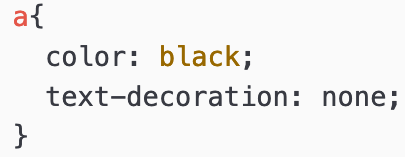 a{
  color: black;
  text-decoration: none;
}